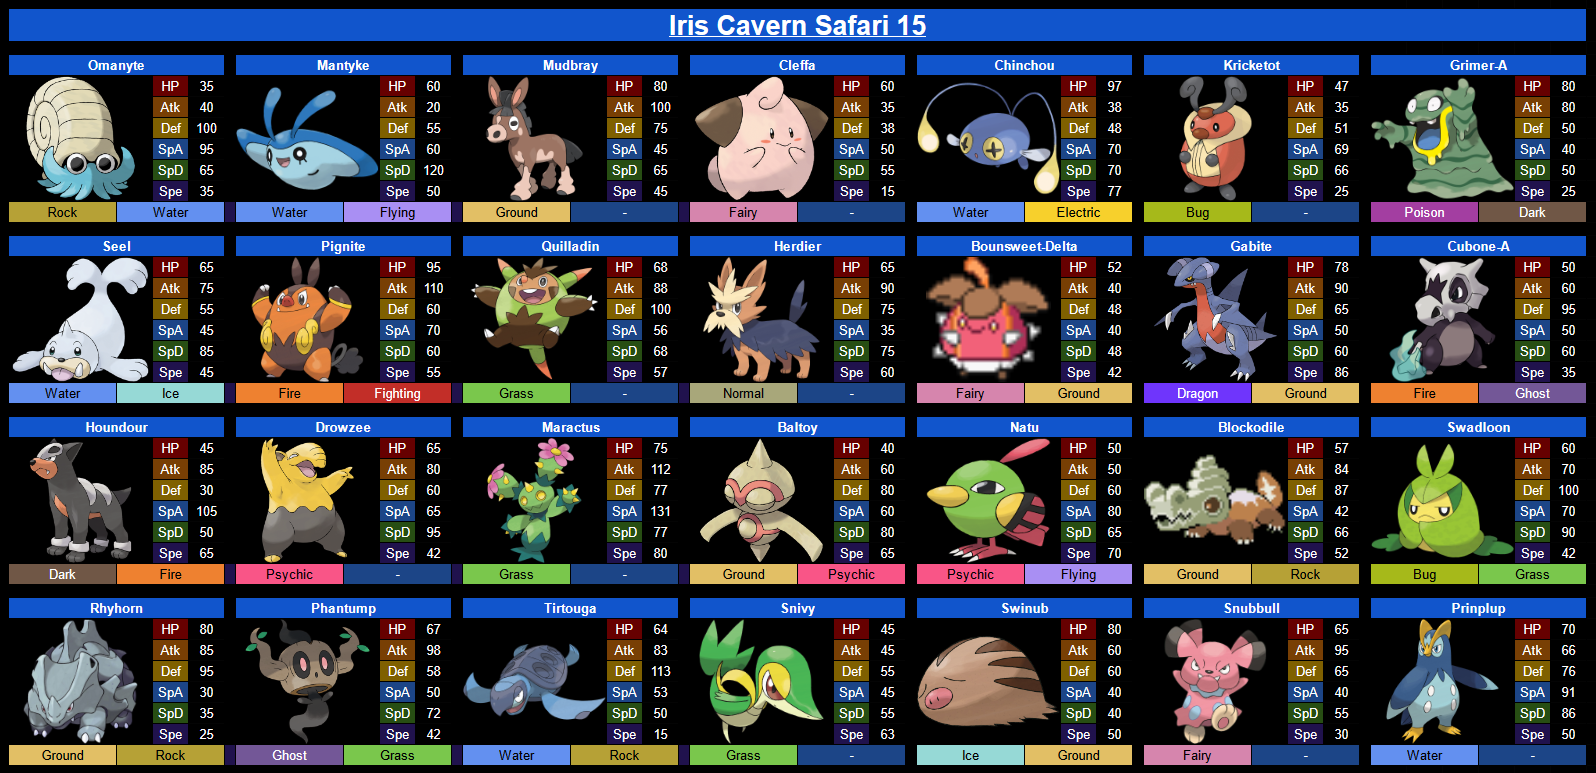 Iris Cavern Safari 15
Omanyte Mantyke Mudbray Cleffa Chinchou Kricketot Grimer-A
HP 35 HP 60 HP 80 HP 60 HP 97 HP 47 HP 80
Atk 40 Atk 20 Atk 100 Atk 35 Atk 38 Atk 35 Atk 80
Def 100 Def 55 Def 75 Def 38 Def 48 Def 51 Def 50
SpA 95 SpA 60 SpA 45 SpA 50 SpA 70 SpA 69 SpA 40
SpD 55 SpD 120 SpD 65 SpD 55 SpD 70 SpD 66 SpD 50
Spe 35 Spe 50 Spe 45 Spe 15 Spe 77 Spe 25 Spe 25
Rock Water Water Flying Ground - Fairy - Water Electric Bug - Poison Dark
Seel Pignite Quilladin Herdier Bounsweet-Delta Gabite Cubone-A
HP 65 HP 95 HP 68 HP 65 HP 52 HP 78 HP 50
Atk 75 Atk 110 Atk 88 Atk 90 Atk 40 Atk 90 Atk 60
Def 55 Def 60 Def 100 Def 75 Def 48 Def 65 Def 95
SpA 45 SpA 70 SpA 56 SpA 35 SpA 40 SpA 50 SpA 50
SpD 85 SpD 60 SpD 68 SpD 75 SpD 48 SpD 60 SpD 60
Spe 45 Spe 55 Spe 57 Spe 60 Spe 42 Spe 86 Spe 35
Water Ice Fire Fighting Grass - Normal - Fairy Ground Dragon Ground Fire Ghost
Houndour Drowzee Maractus Baltoy Natu Blockodile Swadloon
HP 45 HP 65 HP 75 HP 40 HP 50 HP 57 HP 60
Atk 85 Atk 80 Atk 112 Atk 60 Atk 50 Atk 84 Atk 70
Def 30 Def 60 Def 77 Def 80 Def 60 Def 87 Def 100
SpA 105 SpA 65 SpA 131 SpA 60 SpA 80 SpA 42 SpA 70
SpD 50 SpD 95 SpD 77 SpD 80 SpD 65 SpD 66 SpD 90
Spe 65 Spe 42 Spe 80 Spe 65 Spe 70 Spe 52 Spe 42
Dark Fire Psychic - Grass - Ground Psychic Psychic Flying Ground Rock Bug Grass
Rhyhorn Phantump Tirtouga Snivy Swinub Snubbull Prinplup
HP 80 HP 67 HP 64 HP 45 HP 80 HP 65 HP 70
Atk 85 Atk 98 Atk 83 Atk 45 Atk 60 Atk 95 Atk 66
Def 95 Def 58 Def 113 Def 55 Def 60 Def 65 Def 76
SpA 30 SpA 50 SpA 53 SpA 45 SpA 40 SpA 40 SpA 91
SpD 35 SpD 72 SpD 50 SpD 55 SpD 40 SpD 55 SpD 86
Spe 25 Spe 42 Spe 15 Spe 63 Spe 50 Spe 30 Spe 50
Ground Rock Ghost Grass Water Rock Grass - Ice Ground Fairy - Water -